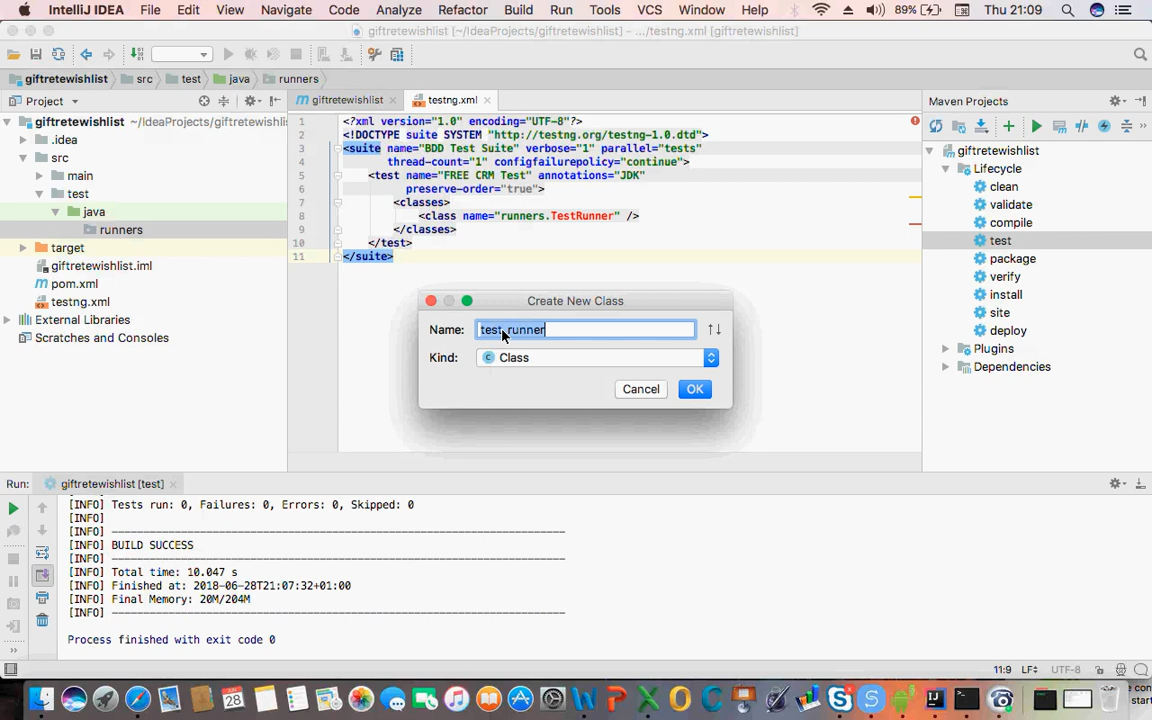 IntelliJ IDEA File Edit View Navigate Code Analyze Refactor Build Run Tools VCS Window Help 89% Thu 21:09
giftretewishlist [~/IdeaProjects/giftretewishlist] – .../testng.xml [giftretewishlist]
giftretewishlist src test java runners
Project
giftretewishlist
testng.xml
Maven Projects
giftretewishlist ~/IdeaProjects/giftretewishlist
.idea
src
main
test
java
runners
target
giftretewishlist.iml
pom.xml
testng.xml
External Libraries
Scratches and Consoles
1 <?xml version="1.0" encoding="UTF-8"?>
2 <!DOCTYPE suite SYSTEM "http://testng.org/testng-1.0.dtd">
3 <suite name="BDD Test Suite" verbose="1" parallel="tests"
4 thread-count="1" configfailurepolicy="continue">
5 <test name="FREE CRM Test" annotations="JDK"
6 preserve-order="true">
7 <classes>
8 <class name="runners.TestRunner" />
9 </classes>
10 </test>
11 </suite>
Create New Class
Name: test_runner
Kind: Class
Cancel OK
giftretewishlist
Lifecycle
clean
validate
compile
test
package
verify
install
site
deploy
Plugins
Dependencies
Run: giftretewishlist [test]
[INFO] Tests run: 0, Failures: 0, Errors: 0, Skipped: 0
[INFO]
[INFO] ------------------------------------------------------------------------
[INFO] BUILD SUCCESS
[INFO] ------------------------------------------------------------------------
[INFO] Total time: 10.047 s
[INFO] Finished at: 2018-06-28T21:07:32+01:00
[INFO] Final Memory: 20M/204M
[INFO] ------------------------------------------------------------------------
Process finished with exit code 0
11:9 LF UTF-8